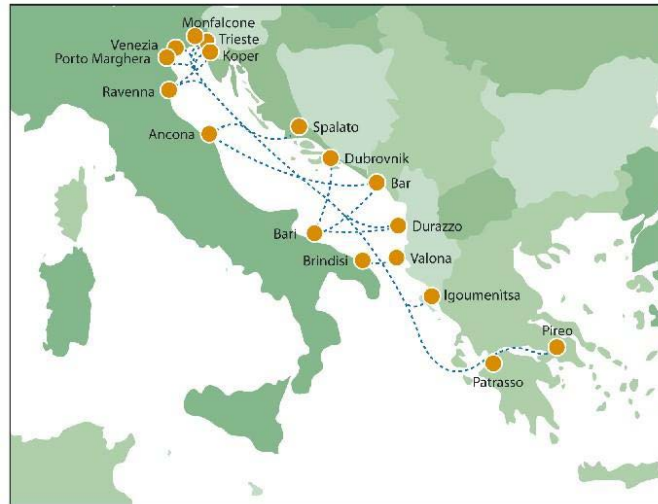 Monfalcone
Venezia
Trieste
Porto Marghera
Koper
Ravenna
Ancona
Spalato
Dubrovnik
Bar
Bari
Durazzo
Brindisi
Valona
Igoumenitsa
Pireo
Patrasso